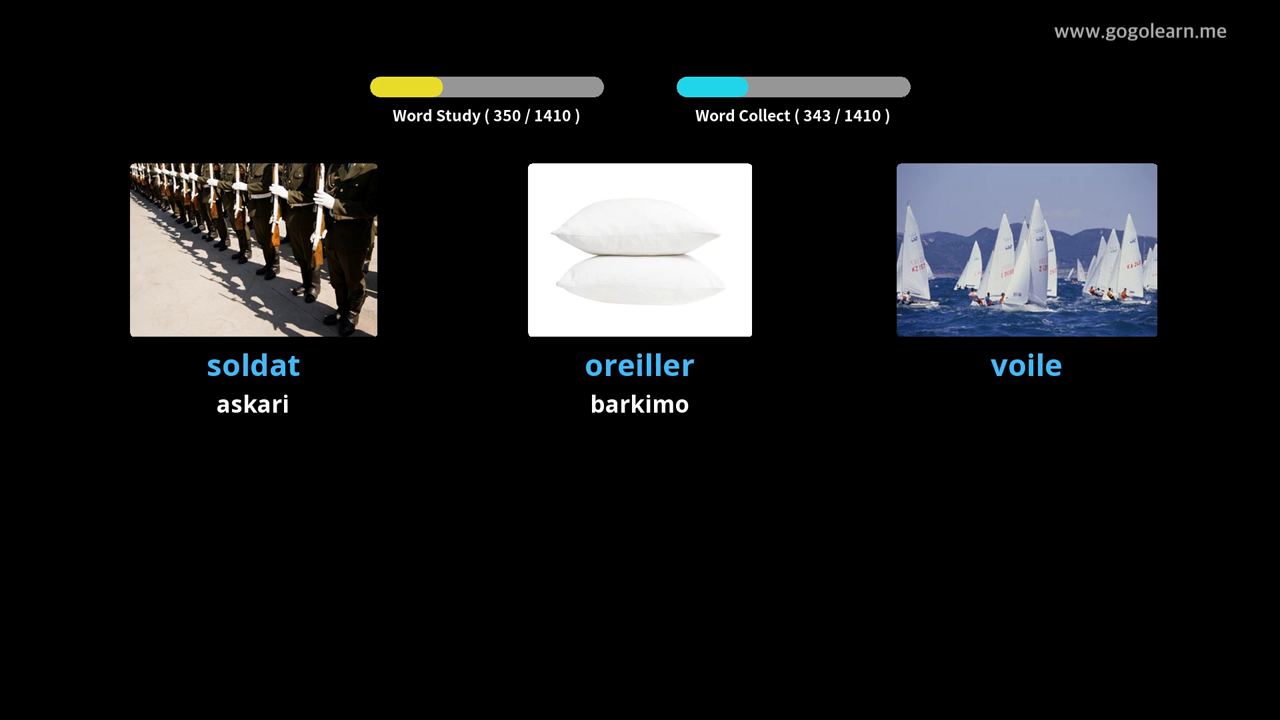 www.gogolearn.me
Word Study ( 350 / 1410 )
Word Collect ( 343 / 1410 )
soldat
askari
oreiller
barkimo
voile